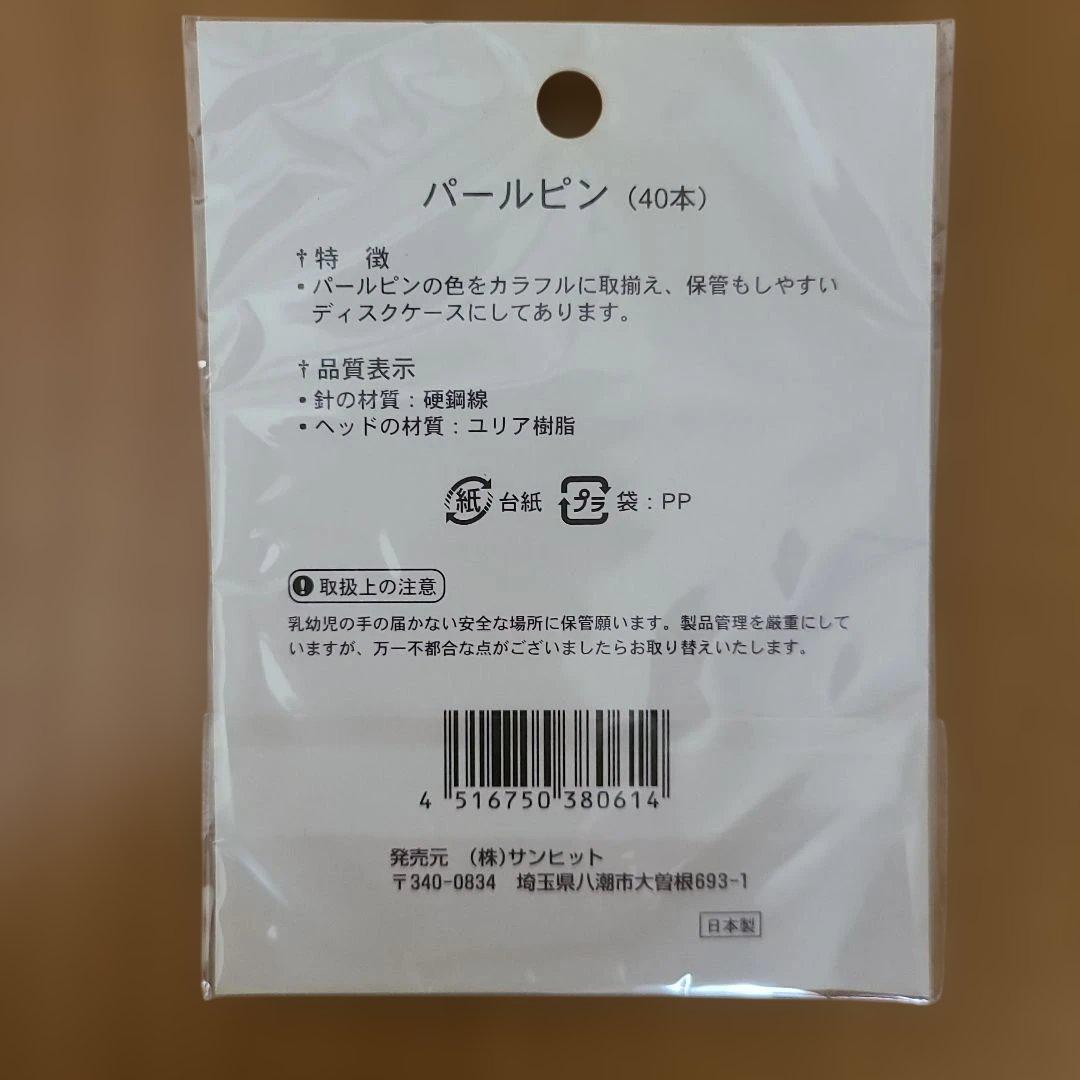 パールピン（40本）
†特　徴
・パールピンの色をカラフルに取揃え、保管もしやすい
ディスクケースにしてあります。
†品質表示
・針の材質：硬鋼線
・ヘッドの材質：ユリア樹脂
紙 台紙 プラ 袋：PP
取扱上の注意
乳幼児の手の届かない安全な場所に保管願います。製品管理を厳重にして
いますが、万一不都合な点がございましたらお取り替えいたします。
4 516750 380614
発売元　（株）サンヒット
〒340-0834　埼玉県八潮市大曽根693-1
日本製